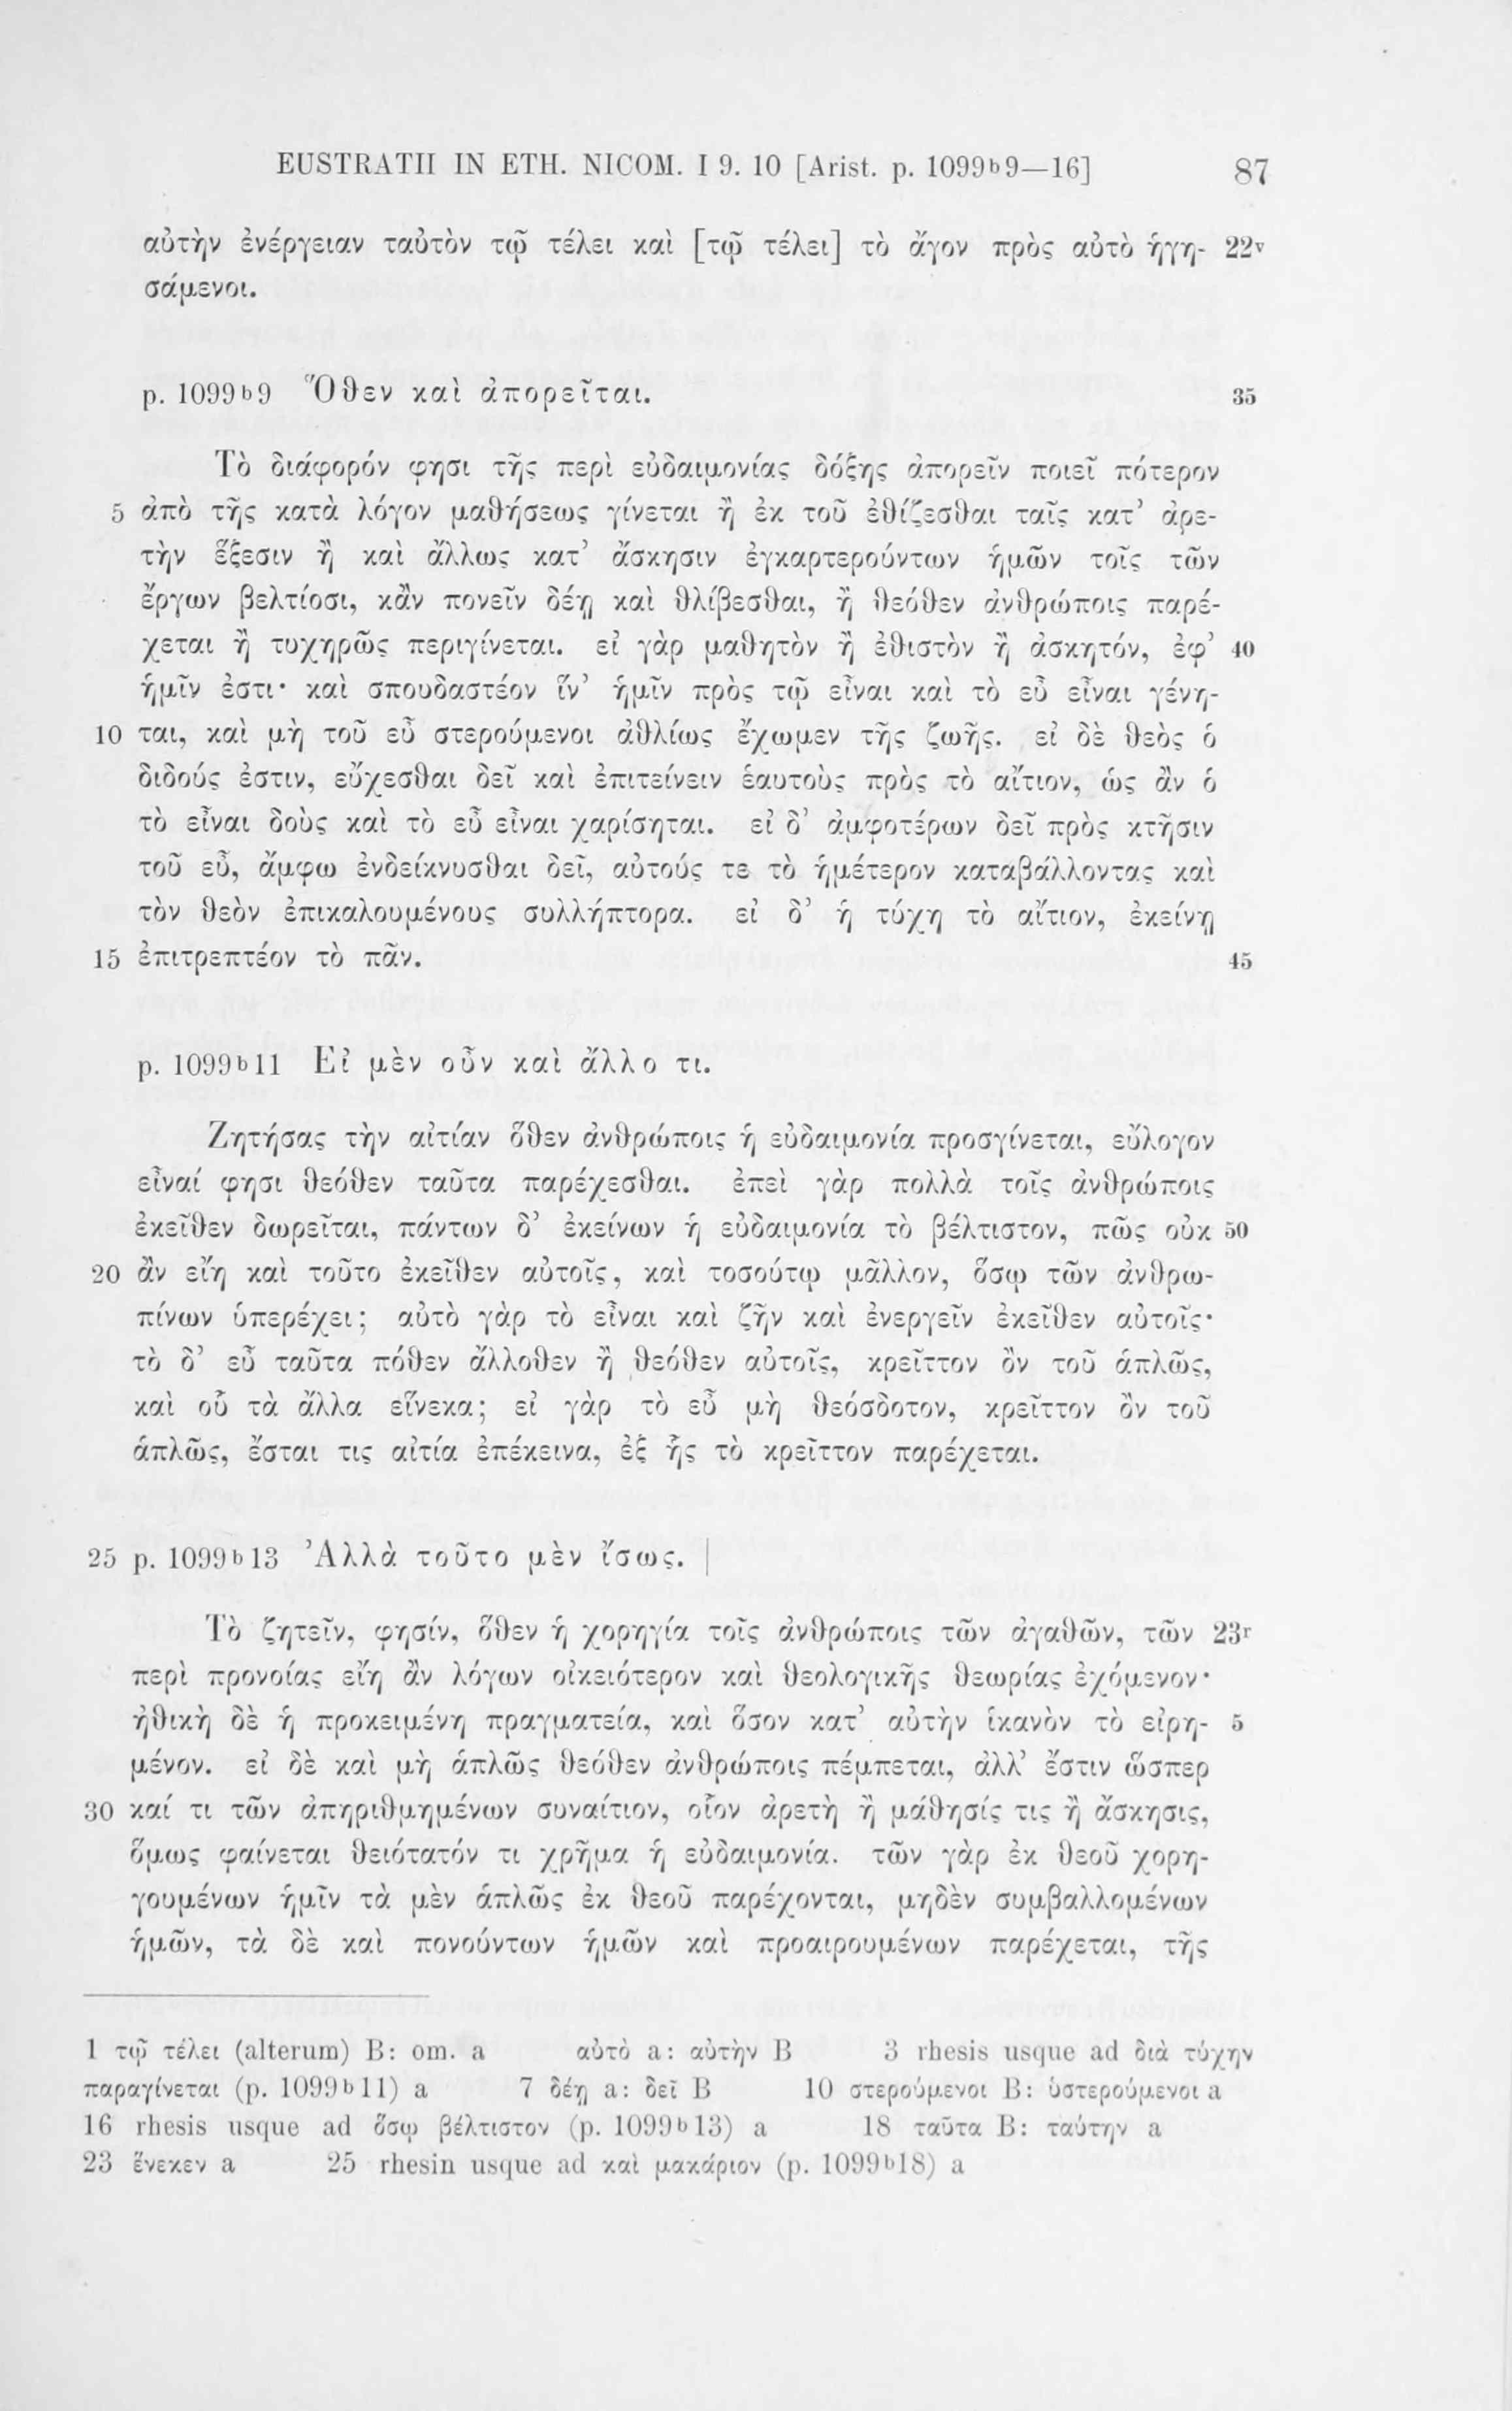 EUSTRATII IN ETH. NICOM. I 9. 10 [Arist. p. 1099b9—16] 87
αὐτὴν ἐνέργειαν ταὐτὸν τῷ τέλει καὶ [τῷ τέλει] τὸ ἄγον πρὸς αὐτὸ ἡγη- 22v
σάμενοι.
p. 1099b9 Ὅθεν καὶ ἀπορεῖται. 35
Τὸ διάφορόν φησι τῆς περὶ εὐδαιμονίας δόξης ἀπορεῖν ποιεῖ πότερον
5 ἀπὸ τῆς κατὰ λόγον μαθήσεως γίνεται ἢ ἐκ τοῦ ἐθίζεσθαι ταῖς κατ’ ἀρε-
τὴν ἕξεσιν ἢ καὶ ἄλλως κατ’ ἄσκησιν ἐγκαρτερούντων ἡμῶν τοῖς τῶν
ἔργων βελτίοσι, κἂν πονεῖν δέῃ καὶ θλίβεσθαι, ἢ θεόθεν ἀνθρώποις παρέ-
χεται ἢ τυχηρῶς περιγίνεται. εἰ γὰρ μαθητὸν ἢ ἐθιστὸν ἢ ἀσκητόν, ἐφ’ 40
ἡμῖν ἐστι· καὶ σπουδαστέον ἵν’ ἡμῖν πρὸς τῷ εἶναι καὶ τὸ εὖ εἶναι γένη-
10 ται, καὶ μὴ τοῦ εὖ στερούμενοι ἀθλίως ἔχωμεν τῆς ζωῆς. εἰ δὲ θεὸς ὁ
διδούς ἐστιν, εὔχεσθαι δεῖ καὶ ἐπιτείνειν ἑαυτοὺς πρὸς τὸ αἴτιον, ὡς ἂν ὁ
τὸ εἶναι δοὺς καὶ τὸ εὖ εἶναι χαρίσηται. εἰ δ’ ἀμφοτέρων δεῖ πρὸς κτῆσιν
τοῦ εὖ, ἄμφω ἐνδείκνυσθαι δεῖ, αὐτούς τε τὸ ἡμέτερον καταβάλλοντας καὶ
τὸν θεὸν ἐπικαλουμένους συλλήπτορα. εἰ δ’ ἡ τύχη τὸ αἴτιον, ἐκείνῃ
15 ἐπιτρεπτέον τὸ πᾶν. 45
p. 1099b11 Εἰ μὲν οὖν καὶ ἄλλο τι.
Ζητήσας τὴν αἰτίαν ὅθεν ἀνθρώποις ἡ εὐδαιμονία προσγίνεται, εὔλογον
εἶναί φησι θεόθεν ταῦτα παρέχεσθαι. ἐπεὶ γὰρ πολλὰ τοῖς ἀνθρώποις
ἐκεῖθεν δωρεῖται, πάντων δ’ ἐκείνων ἡ εὐδαιμονία τὸ βέλτιστον, πῶς οὐκ 50
20 ἂν εἴη καὶ τοῦτο ἐκεῖθεν αὐτοῖς, καὶ τοσούτῳ μᾶλλον, ὅσῳ τῶν ἀνθρω-
πίνων ὑπερέχει; αὐτὸ γὰρ τὸ εἶναι καὶ ζῆν καὶ ἐνεργεῖν ἐκεῖθεν αὐτοῖς·
τὸ δ’ εὖ ταῦτα πόθεν ἄλλοθεν ἢ θεόθεν αὐτοῖς, κρεῖττον ὂν τοῦ ἁπλῶς,
καὶ οὗ τὰ ἄλλα εἵνεκα; εἰ γὰρ τὸ εὖ μὴ θεόσδοτον, κρεῖττον ὂν τοῦ
ἁπλῶς, ἔσται τις αἰτία ἐπέκεινα, ἐξ ἧς τὸ κρεῖττον παρέχεται.
25 p. 1099b13 Ἀλλὰ τοῦτο μὲν ἴσως. |
Τὸ ζητεῖν, φησίν, ὅθεν ἡ χορηγία τοῖς ἀνθρώποις τῶν ἀγαθῶν, τῶν 23r
περὶ προνοίας εἴη ἂν λόγων οἰκειότερον καὶ θεολογικῆς θεωρίας ἐχόμενον·
ἠθικὴ δὲ ἡ προκειμένη πραγματεία, καὶ ὅσον κατ’ αὐτὴν ἱκανὸν τὸ εἰρη- 5
μένον. εἰ δὲ καὶ μὴ ἁπλῶς θεόθεν ἀνθρώποις πέμπεται, ἀλλ’ ἔστιν ὥσπερ
30 καί τι τῶν ἀπηριθμημένων συναίτιον, οἷον ἀρετὴ ἢ μάθησίς τις ἢ ἄσκησις,
ὅμως φαίνεται θειότατόν τι χρῆμα ἡ εὐδαιμονία. τῶν γὰρ ἐκ θεοῦ χορη-
γουμένων ἡμῖν τὰ μὲν ἁπλῶς ἐκ θεοῦ παρέχονται, μηδὲν συμβαλλομένων
ἡμῶν, τὰ δὲ καὶ πονούντων ἡμῶν καὶ προαιρουμένων παρέχεται, τῆς
1 τῷ τέλει (alterum) B: om. a αὐτὸ a: αὐτὴν B 3 rhesis usque ad διὰ τύχην
παραγίνεται (p. 1099b11) a 7 δέῃ a: δεῖ B 10 στερούμενοι B: ὑστερούμενοι a
16 rhesis usque ad ὅσῳ βέλτιστον (p. 1099b13) a 18 ταῦτα B: ταύτην a
23 ἕνεκεν a 25 rhesin usque ad καὶ μακάριον (p. 1099b18) a